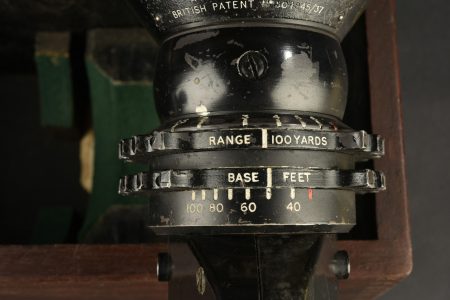 BRITISH PATENT
RANGE 100 YARDS
BASE FEET
100 80 60 40